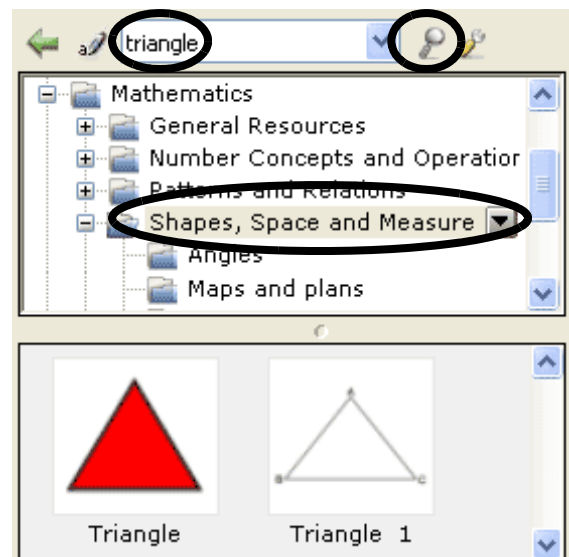 triangle
Mathematics
General Resources
Number Concepts and Operation
Patterns and Relations
Shapes, Space and Measure
Angles
Maps and plans
A
B C
Triangle Triangle 1